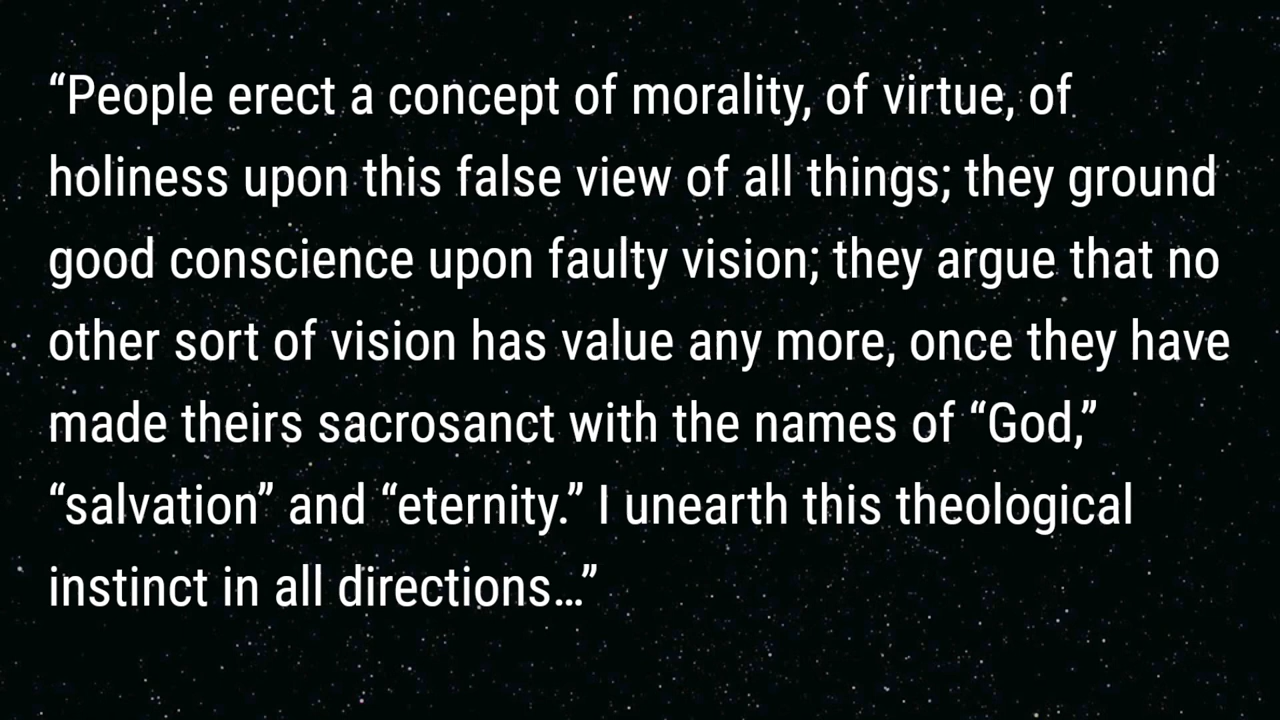 “People erect a concept of morality, of virtue, of
holiness upon this false view of all things; they ground
good conscience upon faulty vision; they argue that no
other sort of vision has value any more, once they have
made theirs sacrosanct with the names of “God,”
“salvation” and “eternity.” I unearth this theological
instinct in all directions…”